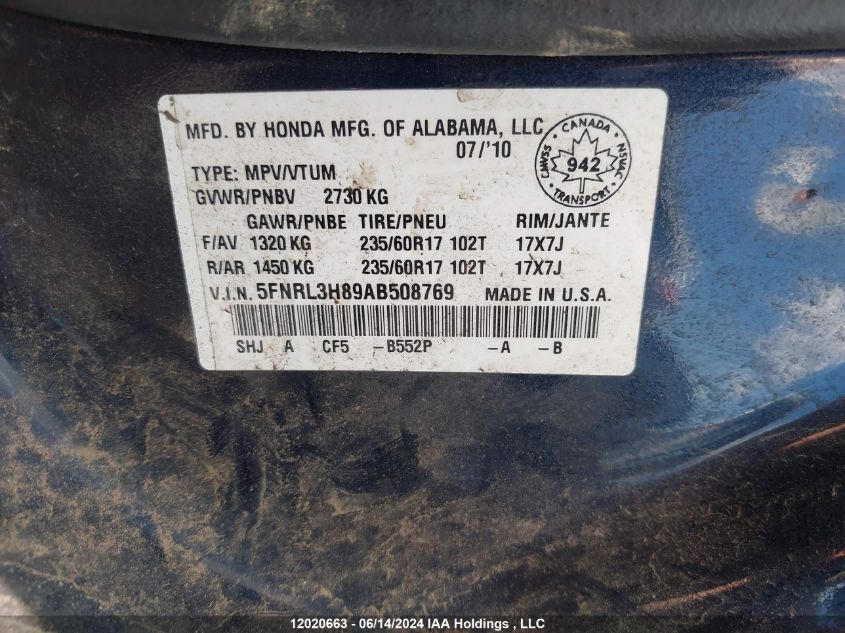 MFD. BY HONDA MFG. OF ALABAMA, LLC
07/'10
CANADA
CMVSS 942 NSVAC
TRANSPORT
TYPE: MPV/VTUM
GVWR/PNBV 2730 KG
GAWR/PNBE TIRE/PNEU RIM/JANTE
F/AV 1320 KG 235/60R17 102T 17X7J
R/AR 1450 KG 235/60R17 102T 17X7J
V.I.N. 5FNRL3H89AB508769 MADE IN U.S.A.
SHJ A CF5 -B552P -A -B
12020663 - 06/14/2024 IAA Holdings , LLC